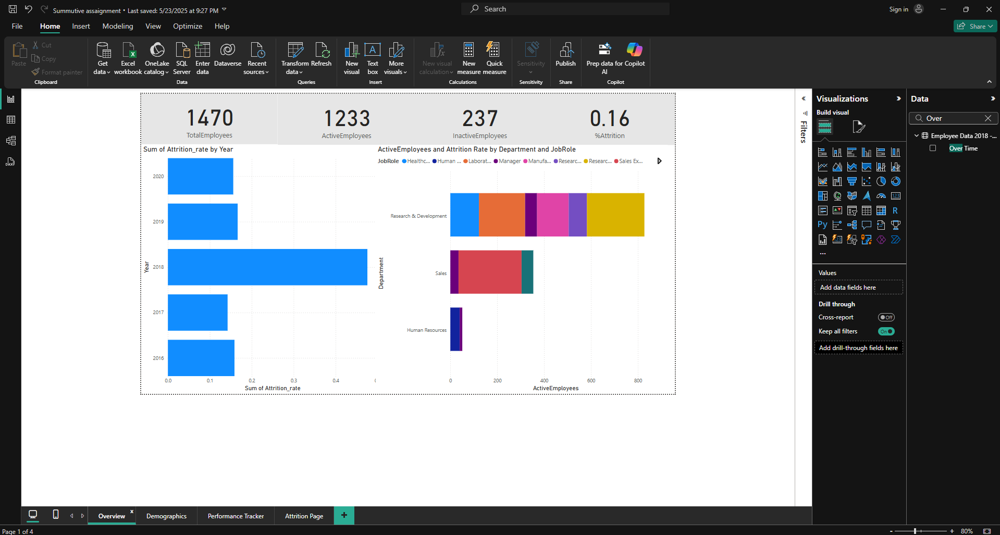 Summutive assaignment • Last saved: 5/23/2025 at 9:27 PM
Search
Sign in
File
Home
Insert
Modeling
View
Optimize
Help
Share
Paste
Cut
Copy
Format painter
Clipboard
Get data
Excel workbook
OneLake catalog
SQL Server
Enter data
Dataverse
Recent sources
Data
Transform data
Refresh
Queries
New visual
Text box
More visuals
Insert
New visual calculation
New measure
Quick measure
Calculations
Sensitivity
Sensitivity
Publish
Share
Prep data for AI
Copilot
Copilot
1470
TotalEmployees
1233
ActiveEmployees
237
InactiveEmployees
0.16
%Attrition
Sum of Attrition_rate by Year
Year
2020
2019
2018
2017
2016
0.0
0.1
0.2
0.3
0.4
Sum of Attrition_rate
ActiveEmployees and Attrition Rate by Department and JobRole
JobRole
Healthc...
Human ...
Laborat...
Manager
Manufa...
Researc...
Researc...
Sales Ex...
Department
Research & Development
Sales
Human Resources
0
200
400
600
800
ActiveEmployees
Filters
Visualizations
Build visual
123
R
Py
123
...
Values
Add data fields here
Drill through
Cross-report
Off
Keep all filters
On
Add drill-through fields here
Data
Over
Employee Data 2018 -...
Over Time
Overview
x
Demographics
Performance Tracker
Attrition Page
+
Page 1 of 4
-
+
80%